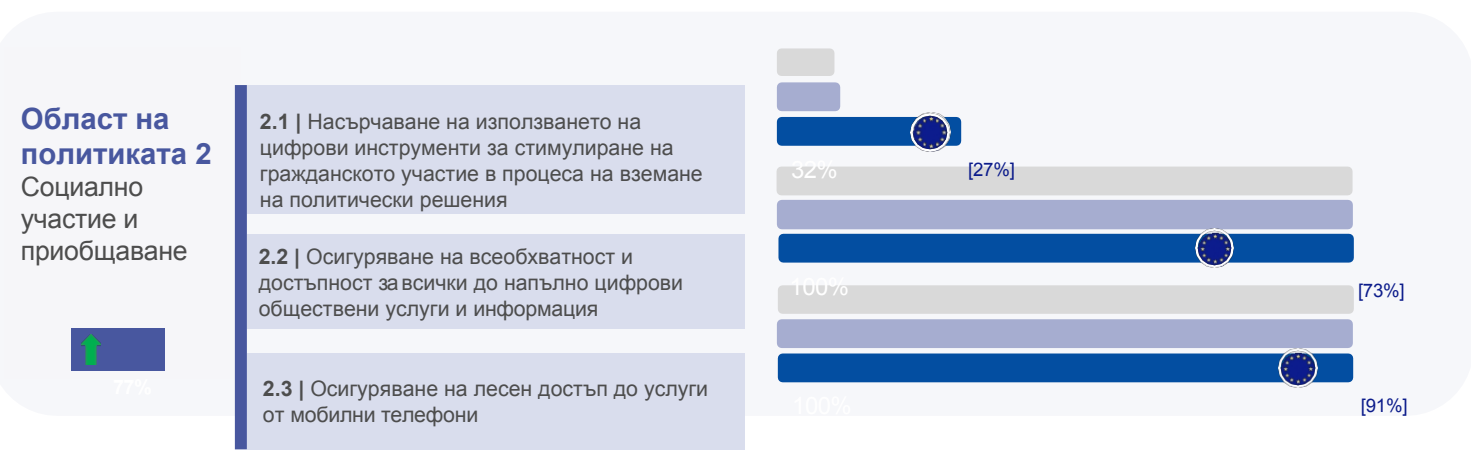 Област на
политиката 2
Социално
участие и
приобщаване
77%
2.1 | Насърчаване на използването на
цифрови инструменти за стимулиране на
гражданското участие в процеса на вземане
на политически решения
32%
[27%]
2.2 | Осигуряване на всеобхватност и
достъпност за всички до напълно цифрови
обществени услуги и информация
100%
[73%]
2.3 | Осигуряване на лесен достъп до услуги
от мобилни телефони
100%
[91%]